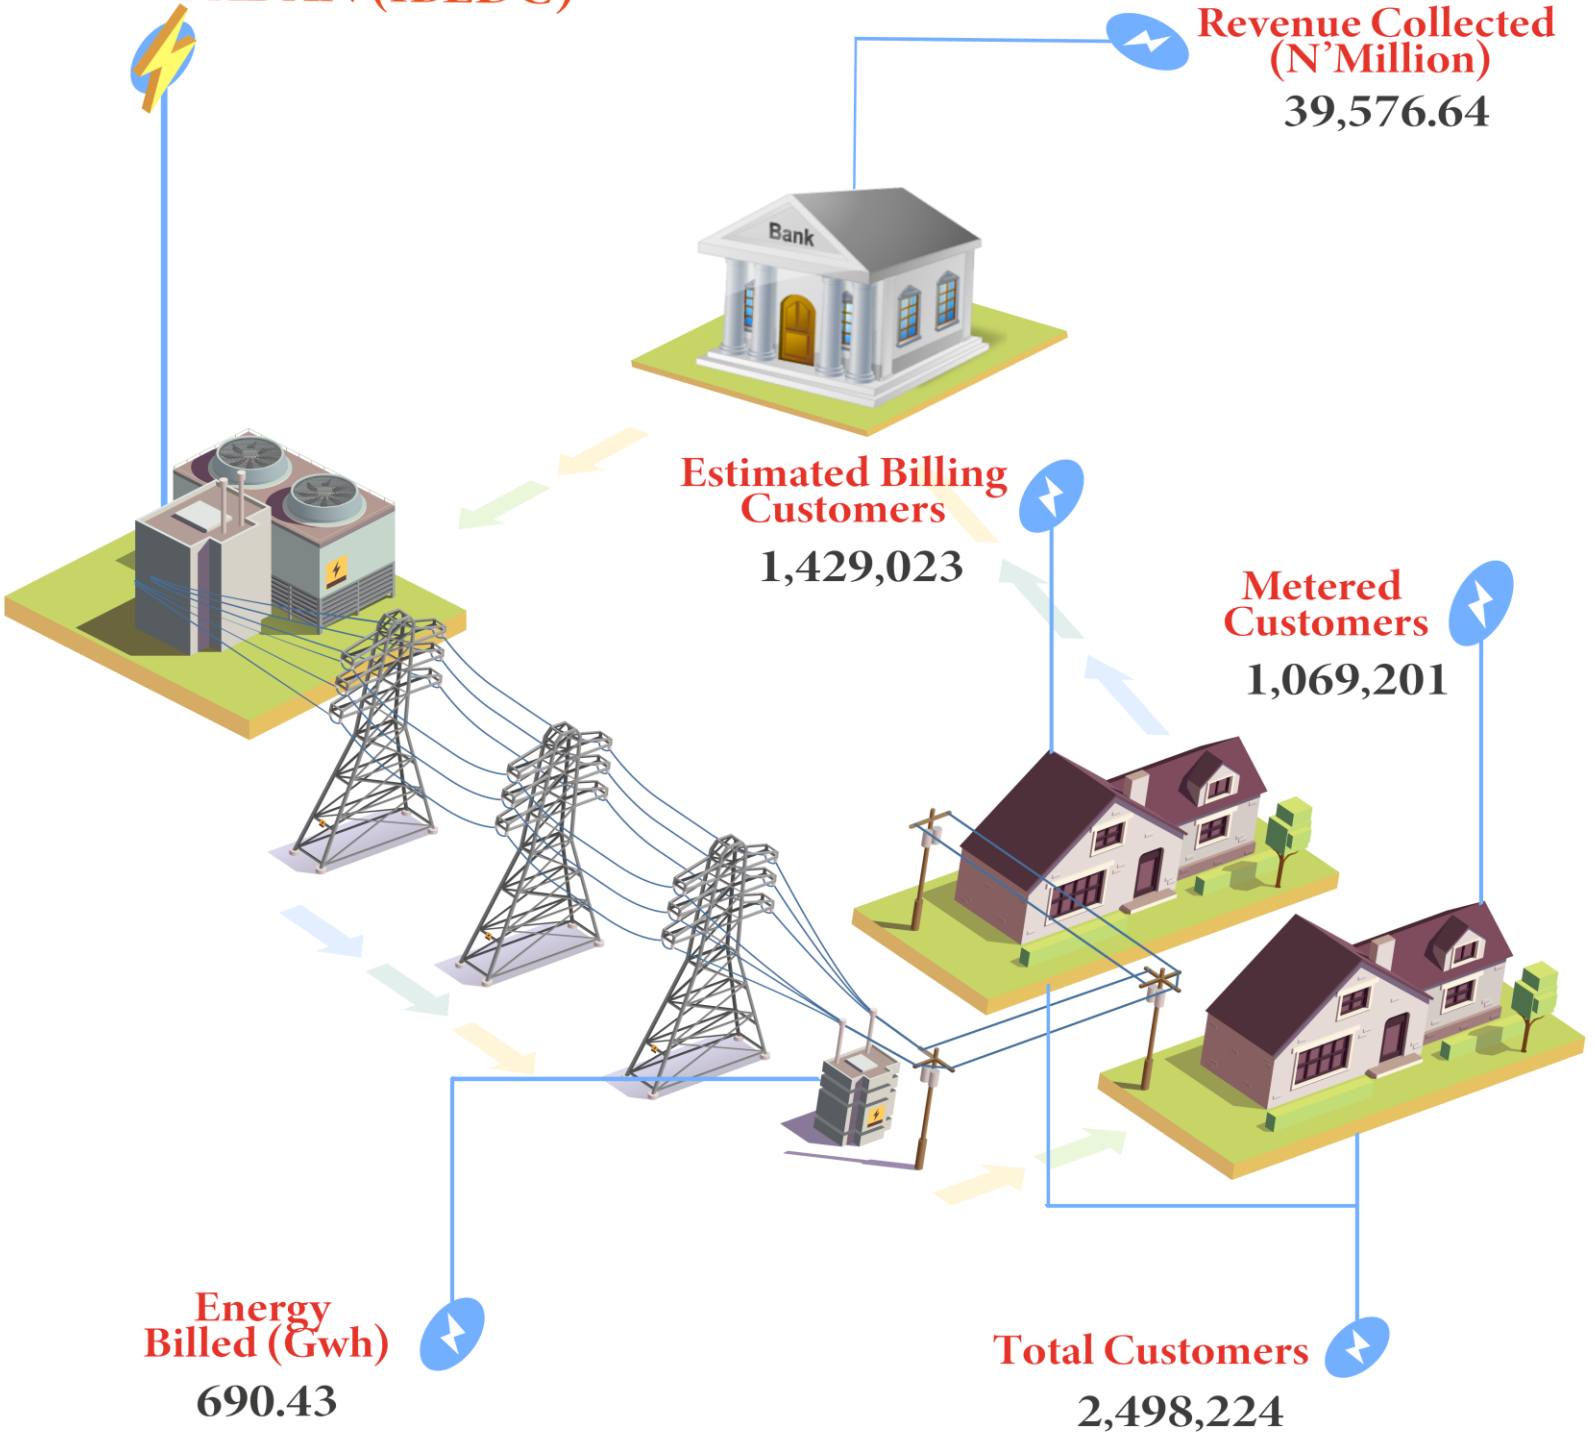 (IBEDC)
Revenue Collected
(N’Million)
39,576.64
Bank
Estimated Billing
Customers
1,429,023
Metered
Customers
1,069,201
Energy
Billed (Gwh)
690.43
Total Customers
2,498,224